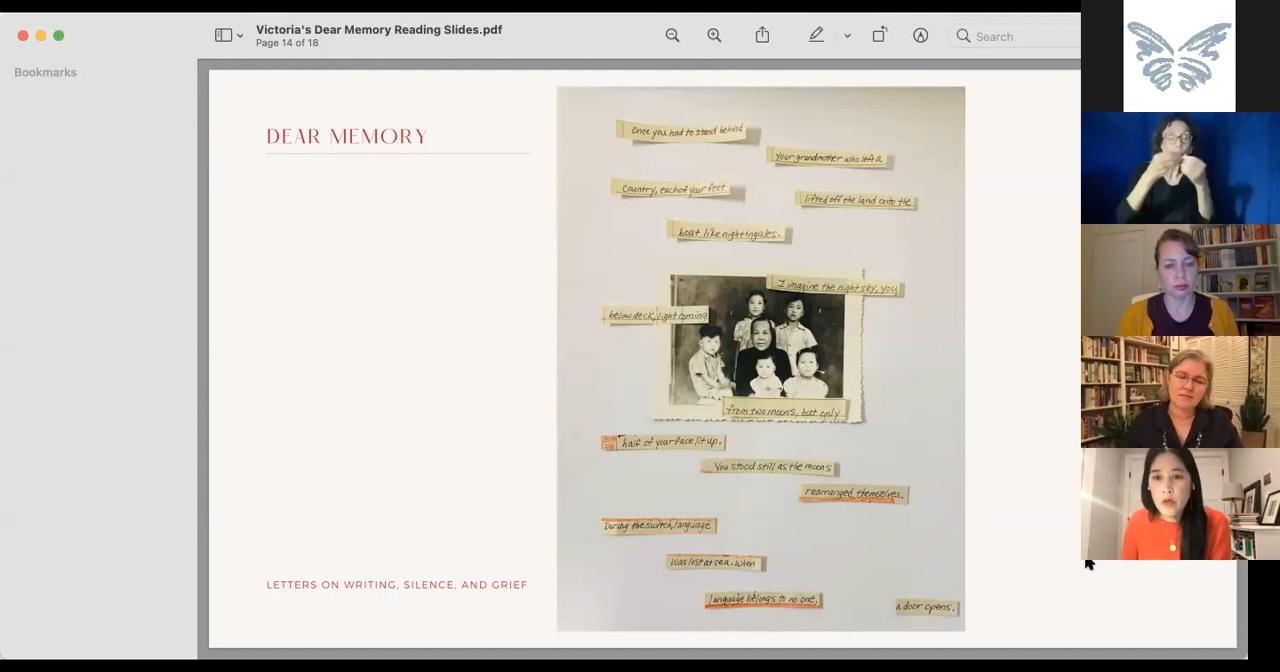 Victoria's Dear Memory Reading Slides.pdf
Page 14 of 18
Search
Bookmarks
DEAR MEMORY
Once you had to stand behind
your grandmother who left a
country, each of your feet
lifted off the land onto the
boat like nightingales.
I imagine the night sky, you
below deck, light coming
from two moons, but only
half of your face lit up.
You stood still as the moons
rearranged themselves.
During the switch, language
was lost at sea. When
language belongs to no one,
a door opens.
LETTERS ON WRITING, SILENCE, AND GRIEF